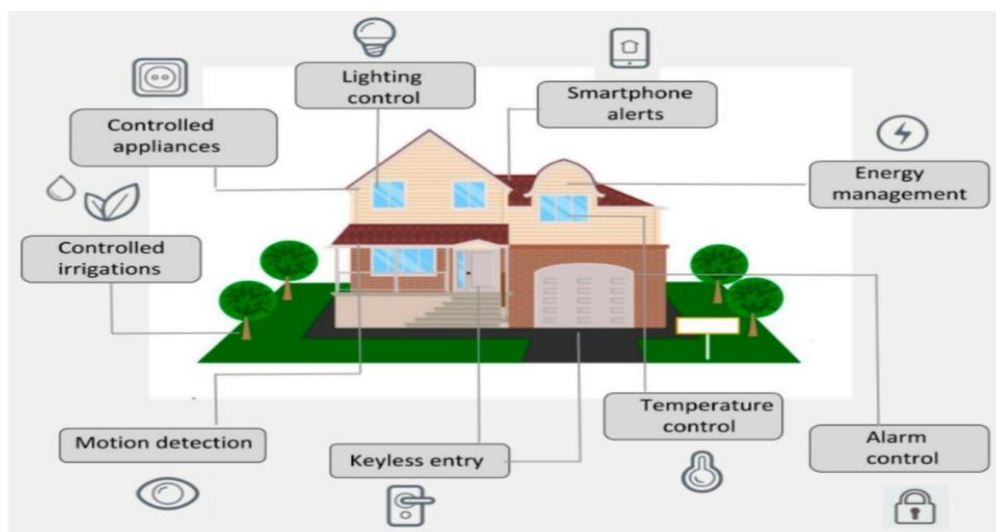 Lighting
control
Smartphone
alerts
Controlled
appliances
Energy
management
Controlled
irrigations
Temperature
control
Motion detection
Keyless entry
Alarm
control